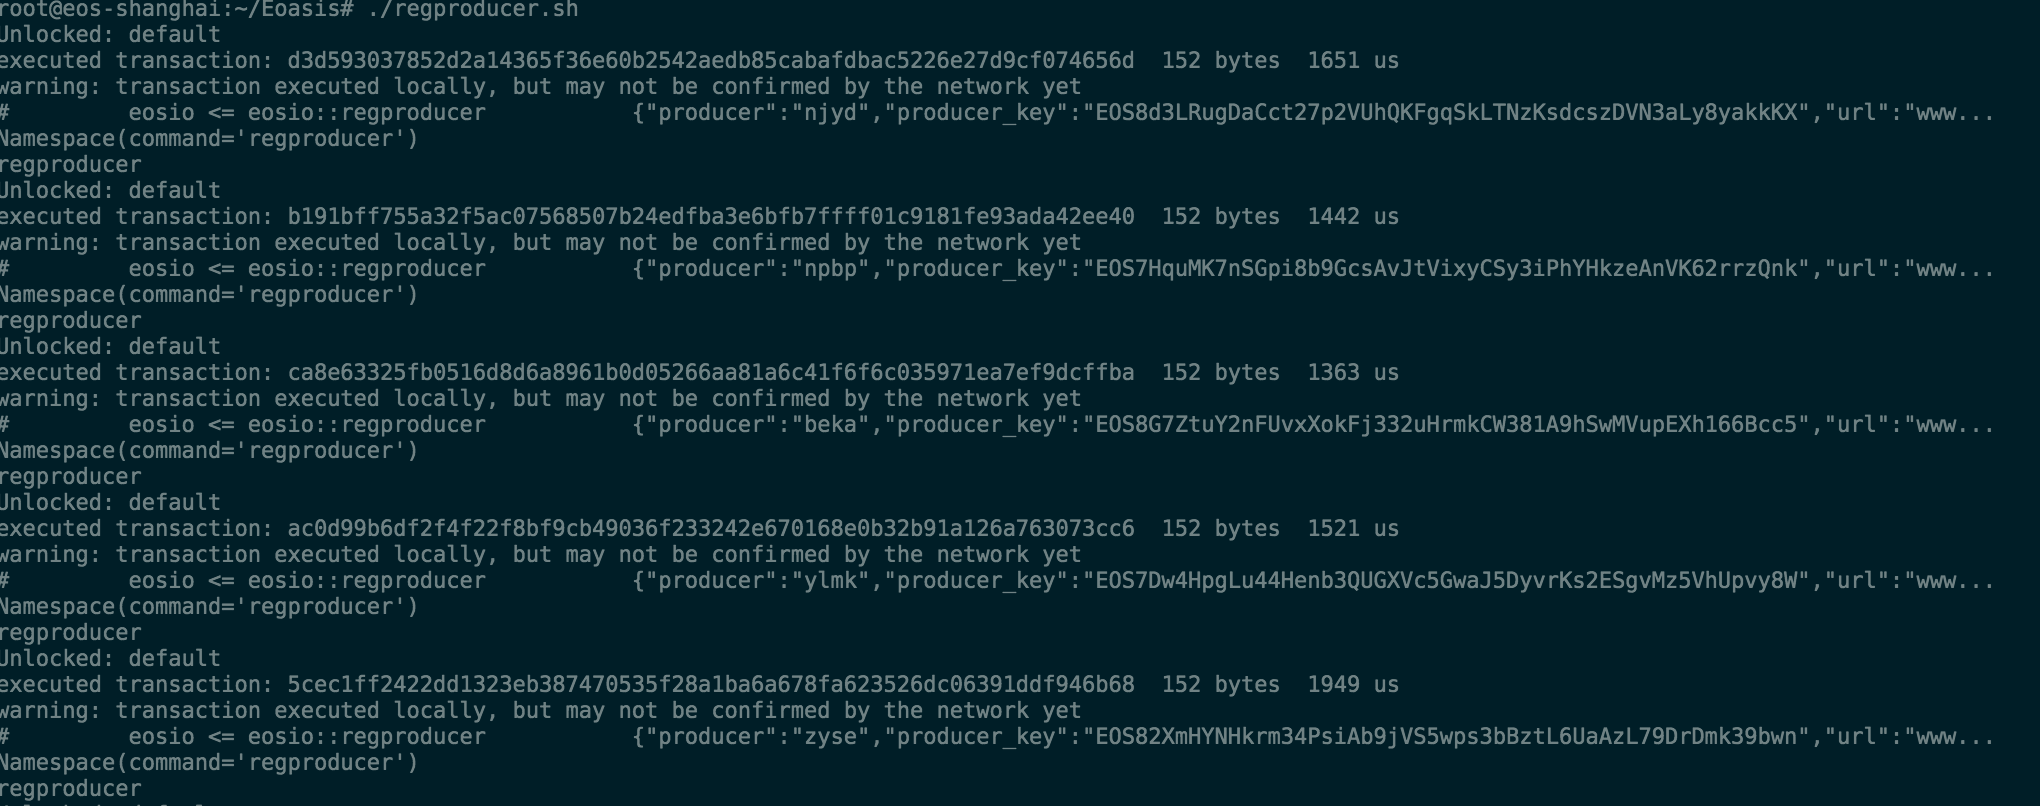 root@eos-shanghai:~/Eoasis# ./regproducer.sh
Unlocked: default
executed transaction: d3d593037852d2a14365f36e60b2542aedb85cabafdbac5226e27d9cf074656d  152 bytes  1651 us
warning: transaction executed locally, but may not be confirmed by the network yet
#         eosio <= eosio::regproducer           {"producer":"njyd","producer_key":"EOS8d3LRugDaCct27p2VUhQKFgqSkLTNzKsdcszDVN3aLy8yakkKX","url":"www...
Namespace(command='regproducer')
regproducer
Unlocked: default
executed transaction: b191bff755a32f5ac07568507b24edfba3e6bfb7ffff01c9181fe93ada42ee40  152 bytes  1442 us
warning: transaction executed locally, but may not be confirmed by the network yet
#         eosio <= eosio::regproducer           {"producer":"npbp","producer_key":"EOS7HquMK7nSGpi8b9GcsAvJtVixyCSy3iPhYHkzeAnVK62rrzQnk","url":"www...
Namespace(command='regproducer')
regproducer
Unlocked: default
executed transaction: ca8e63325fb0516d8d6a8961b0d05266aa81a6c41f6f6c035971ea7ef9dcffba  152 bytes  1363 us
warning: transaction executed locally, but may not be confirmed by the network yet
#         eosio <= eosio::regproducer           {"producer":"beka","producer_key":"EOS8G7ZtuY2nFUvxXokFj332uHrmkCW381A9hSwMVupEXh166Bcc5","url":"www...
Namespace(command='regproducer')
regproducer
Unlocked: default
executed transaction: ac0d99b6df2f4f22f8bf9cb49036f233242e670168e0b32b91a126a763073cc6  152 bytes  1521 us
warning: transaction executed locally, but may not be confirmed by the network yet
#         eosio <= eosio::regproducer           {"producer":"ylmk","producer_key":"EOS7Dw4HpgLu44Henb3QUGXVc5GwaJ5DyvrKs2ESgvMz5VhUpvy8W","url":"www...
Namespace(command='regproducer')
regproducer
Unlocked: default
executed transaction: 5cec1ff2422dd1323eb387470535f28a1ba6a678fa623526dc06391ddf946b68  152 bytes  1949 us
warning: transaction executed locally, but may not be confirmed by the network yet
#         eosio <= eosio::regproducer           {"producer":"zyse","producer_key":"EOS82XmHYNHkrm34PsiAb9jVS5wps3bBztL6UaAzL79DrDmk39bwn","url":"www...
Namespace(command='regproducer')
regproducer